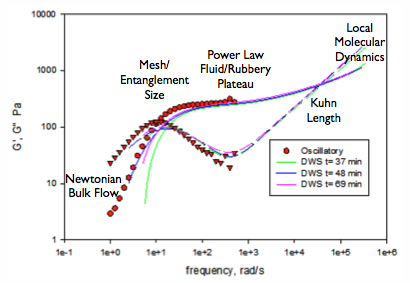 Local
Molecular
Dynamics
10000
Mesh/
Entanglement
Size
Power Law
Fluid/Rubbery
Plateau
1000
G', G" Pa
100
Kuhn
Length
Newtonian
Bulk Flow
Oscillatory
DWS t= 37 min
DWS t= 48 min
DWS t= 69 min
10
1
1e-1 1e+0 1e+1 1e+2 1e+3 1e+4 1e+5 1e+6
frequency, rad/s